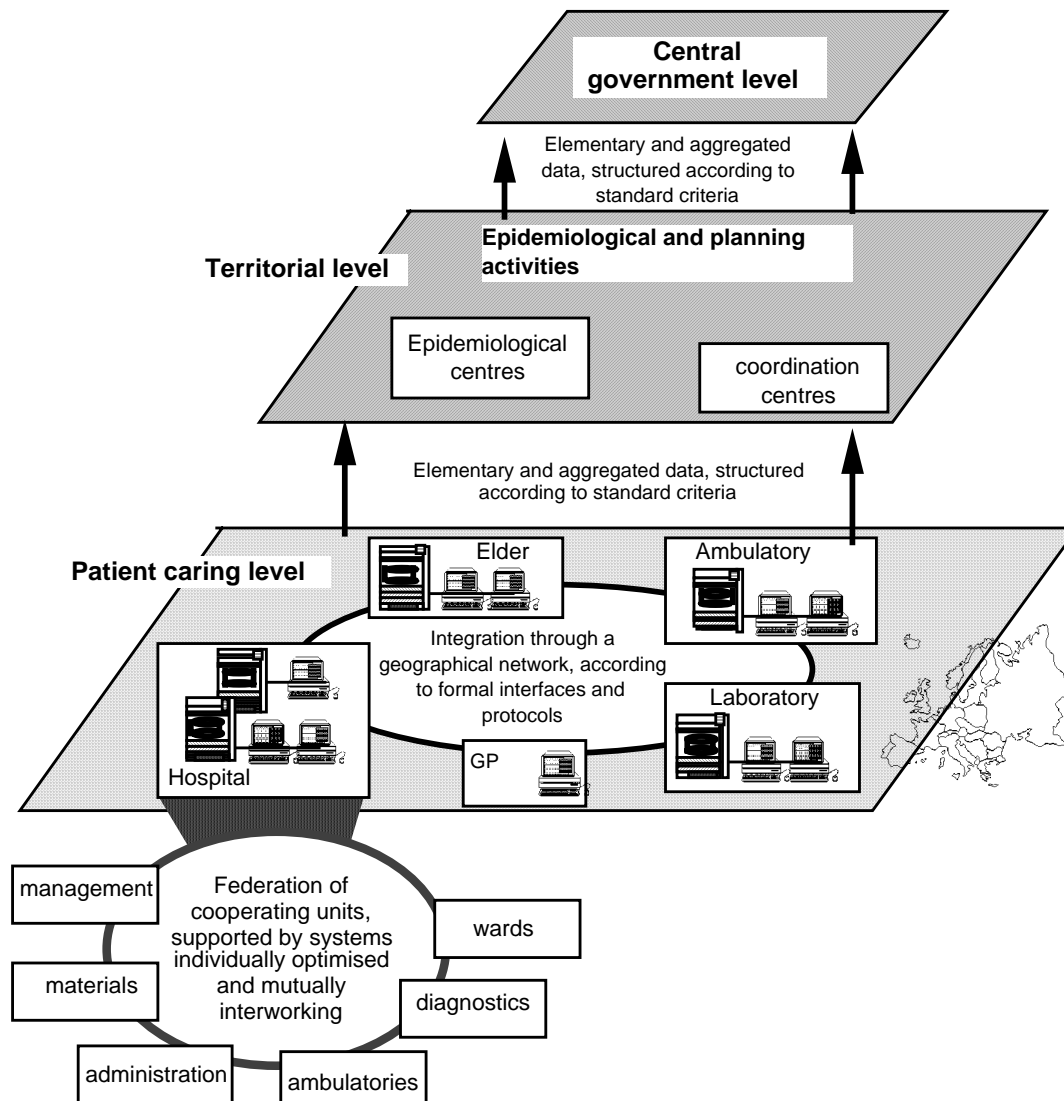 Central
government level
Elementary and aggregated
data, structured according to
standard criteria
Epidemiological and planning
activities
Territorial level
Epidemiological
centres
coordination
centres
Elementary and aggregated data, structured
according to standard criteria
Patient caring level
Elder
Ambulatory
Integration through a
geographical network, according
to formal interfaces and
protocols
Hospital
GP
Laboratory
management
materials
administration
ambulatories
diagnostics
wards
Federation of
cooperating units,
supported by systems
individually optimised
and mutually
interworking